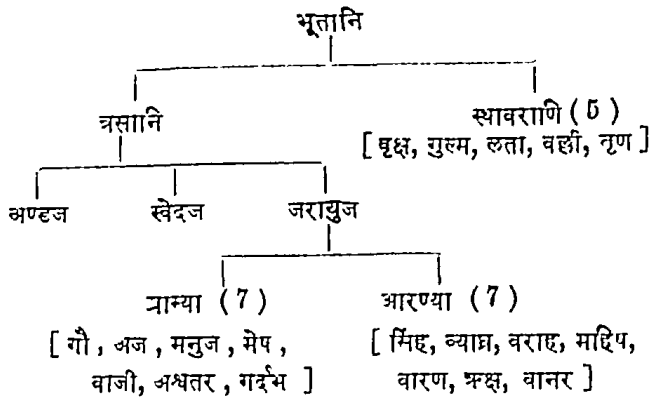 भूतानि
त्रसानि स्थावराणि ( 5 )
[ वृक्ष, गुल्म, लता, वल्ली, तृण ]
अण्डज स्वेदज जरायुज
ग्राम्या ( 7 ) आरण्या ( 7 )
[ गौ, अज, मनुज, मेष, [ सिंह, व्याघ्र, वराह, महिष,
वाजी, अश्वतर, गर्दभ ] वारण, ऋक्ष, वानर ]